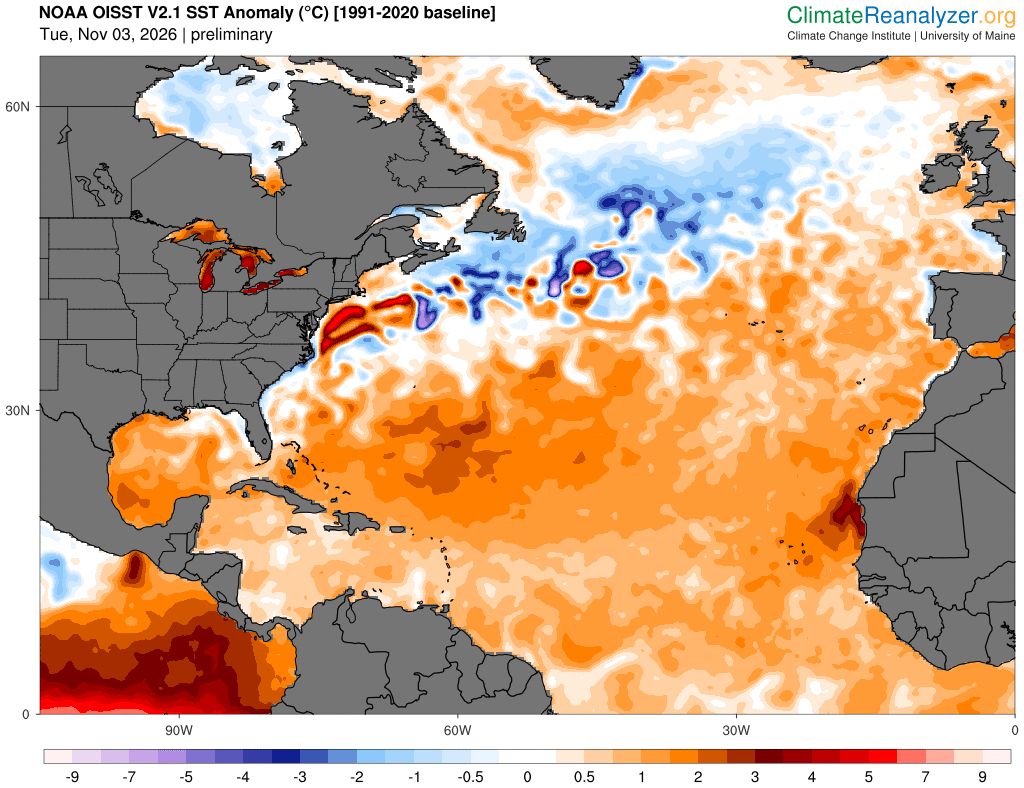 NOAA OISST V2.1 SST Anomaly (°C) [1991-2020 baseline]
Tue, Nov 03, 2026 | preliminary
ClimateReanalyzer.org
Climate Change Institute | University of Maine
60N
30N
0
90W
60W
30W
0
-9 -7 -5 -4 -3 -2 -1 -0.5 0 0.5 1 2 3 4 5 7 9